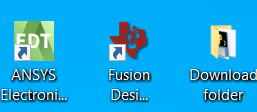 EDT
ANSYS Fusion Download
Electroni... Desi... folder